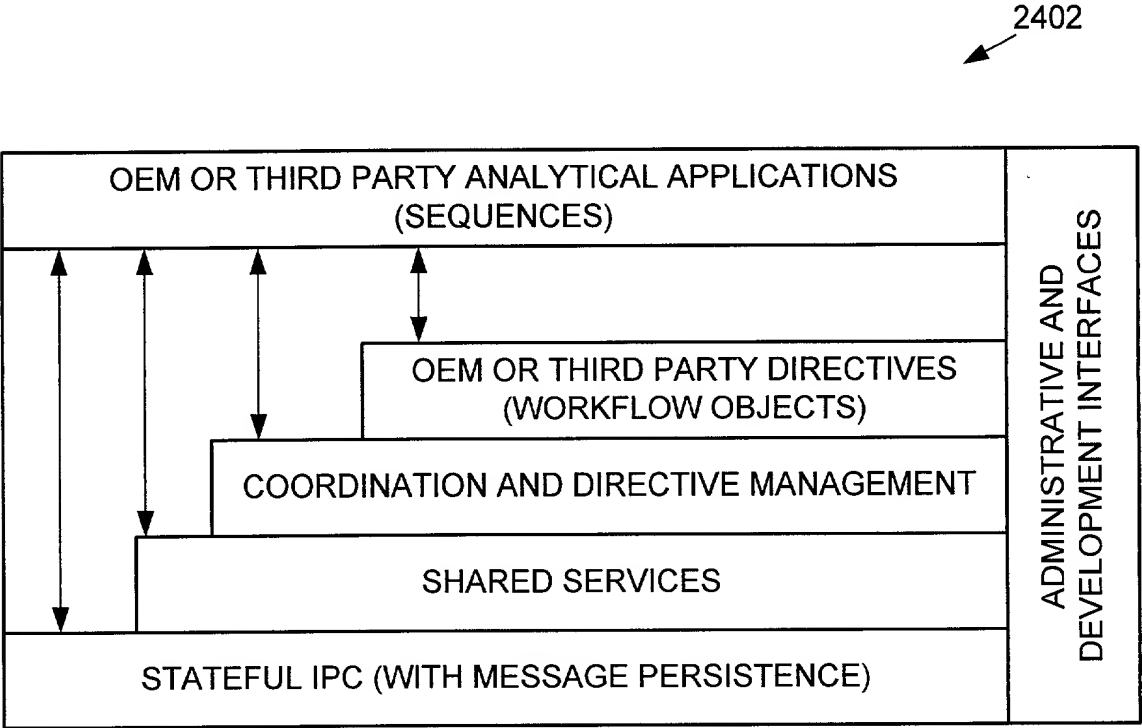 2402
OEM OR THIRD PARTY ANALYTICAL APPLICATIONS
(SEQUENCES)
OEM OR THIRD PARTY DIRECTIVES
(WORKFLOW OBJECTS)
COORDINATION AND DIRECTIVE MANAGEMENT
SHARED SERVICES
STATEFUL IPC (WITH MESSAGE PERSISTENCE)
ADMINISTRATIVE AND
DEVELOPMENT INTERFACES